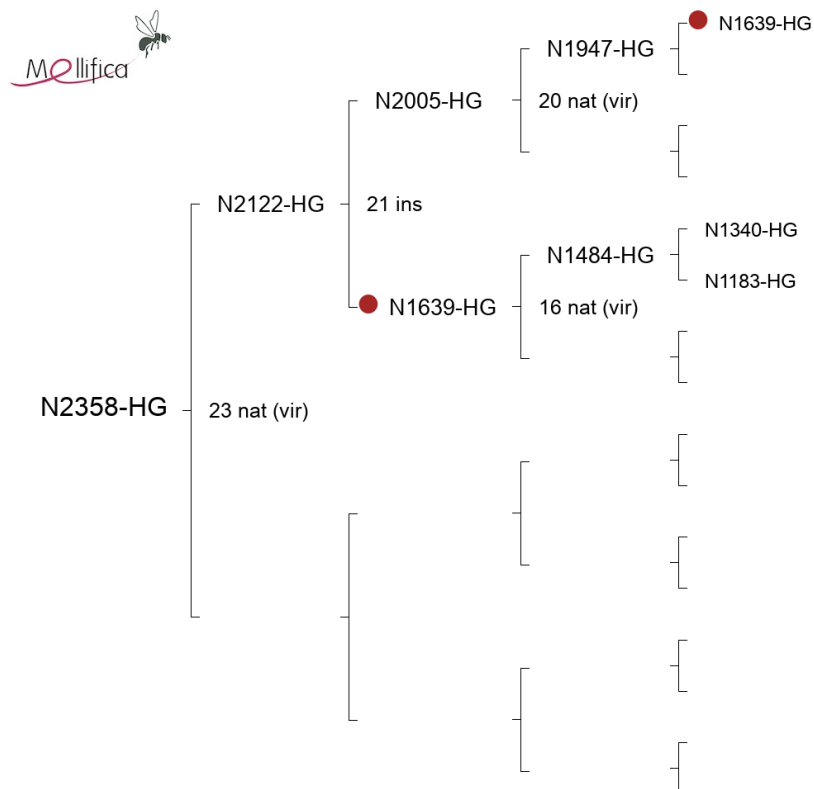 Mellifica
N1639-HG
N1947-HG
N2005-HG
20 nat (vir)
N2122-HG
21 ins
N1340-HG
N1484-HG
N1183-HG
N1639-HG
16 nat (vir)
N2358-HG
23 nat (vir)